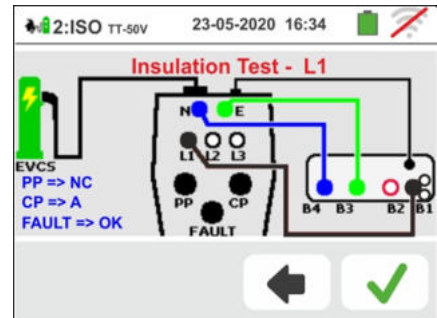 2:ISO TT-50V 23-05-2020 16:34
Insulation Test - L1
N E
L1 L2 L3
EVCS
PP => NC
CP => A
FAULT => OK
PP CP
FAULT
B4 B3 B2 B1